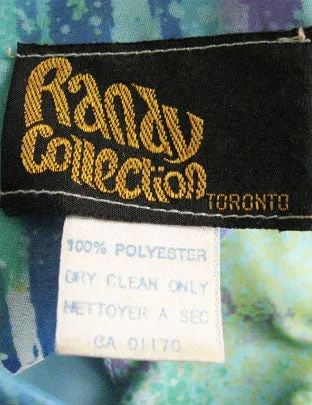 Randy
Collection
TORONTO
100% POLYESTER
DRY CLEAN ONLY
NETTOYER A SEC
CA 01170